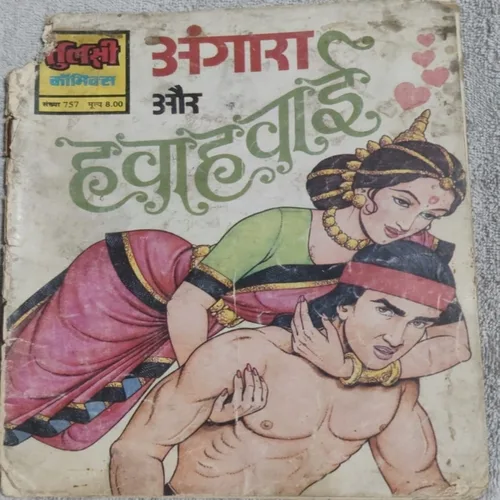 तुलसी
कॉमिक्स
संख्या 757 मूल्य 8.00
अंगारा
और
हवाहवाई